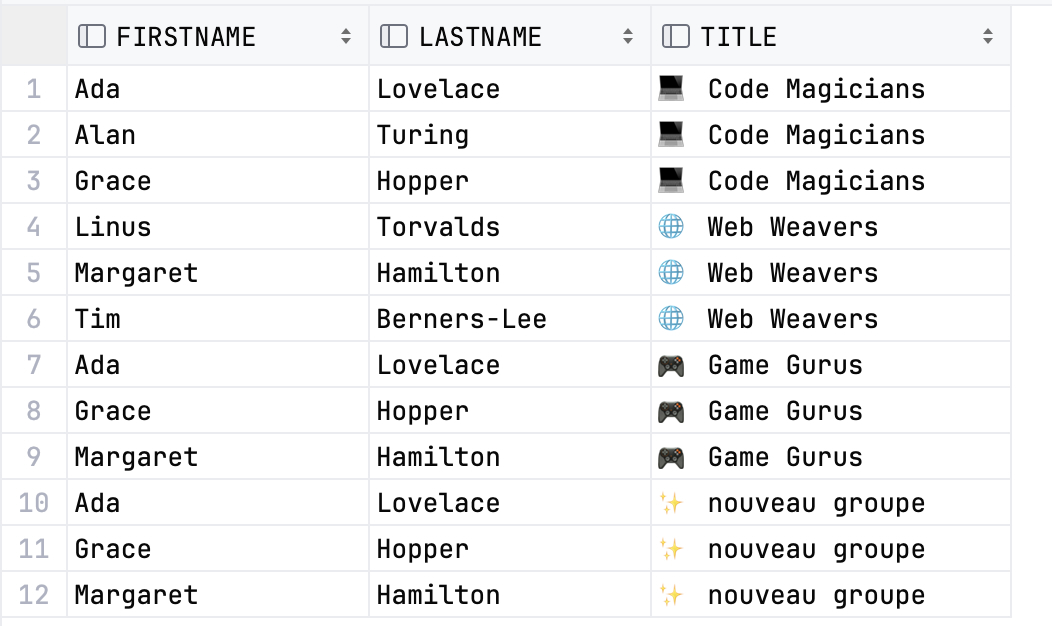 FIRSTNAME LASTNAME TITLE
1 Ada Lovelace 💻 Code Magicians
2 Alan Turing 💻 Code Magicians
3 Grace Hopper 💻 Code Magicians
4 Linus Torvalds 🌐 Web Weavers
5 Margaret Hamilton 🌐 Web Weavers
6 Tim Berners-Lee 🌐 Web Weavers
7 Ada Lovelace 🎮 Game Gurus
8 Grace Hopper 🎮 Game Gurus
9 Margaret Hamilton 🎮 Game Gurus
10 Ada Lovelace ✨ nouveau groupe
11 Grace Hopper ✨ nouveau groupe
12 Margaret Hamilton ✨ nouveau groupe